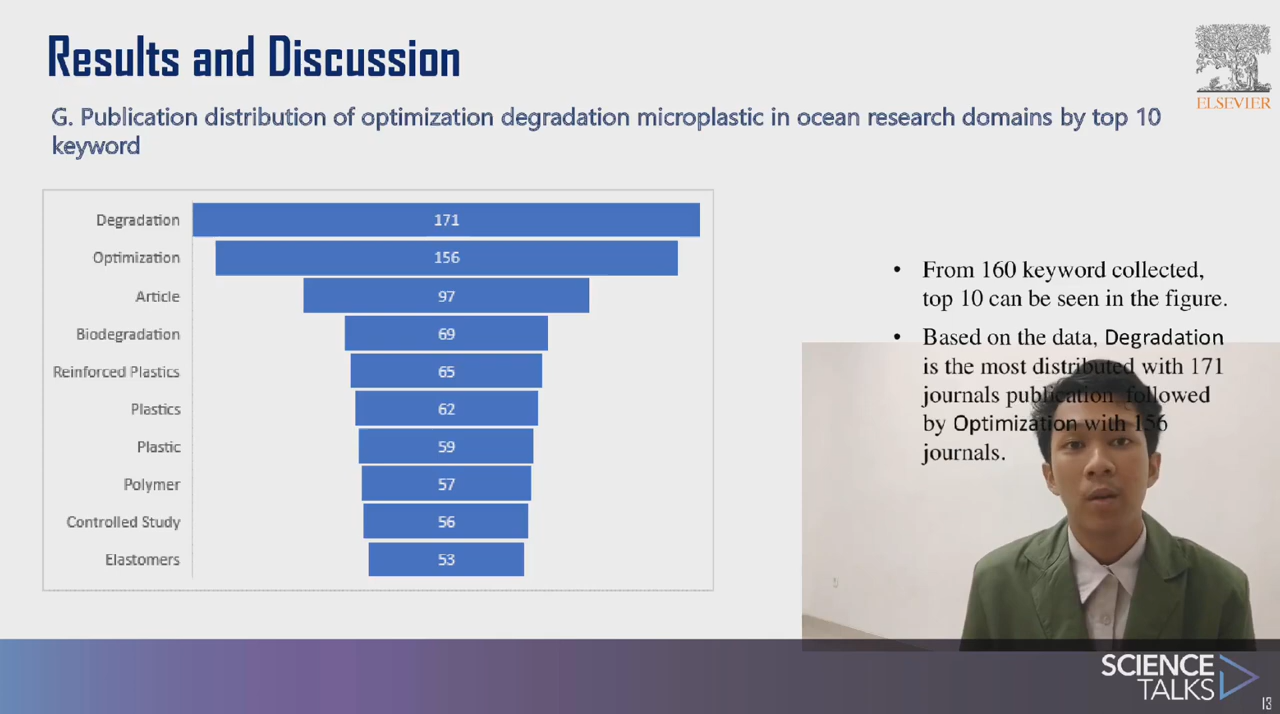 Results and Discussion
ELSEVIER
G. Publication distribution of optimization degradation microplastic in ocean research domains by top 10
keyword
Degradation 171
Optimization 156
Article 97
Biodegradation 69
Reinforced Plastics 65
Plastics 62
Plastic 59
Polymer 57
Controlled Study 56
Elastomers 53
• From 160 keyword collected,
top 10 can be seen in the figure.
• Based on the data, Degradation
is the most distributed with 171
journals publication followed
by Optimization with 156
journals.
SCIENCE
TALKS
13